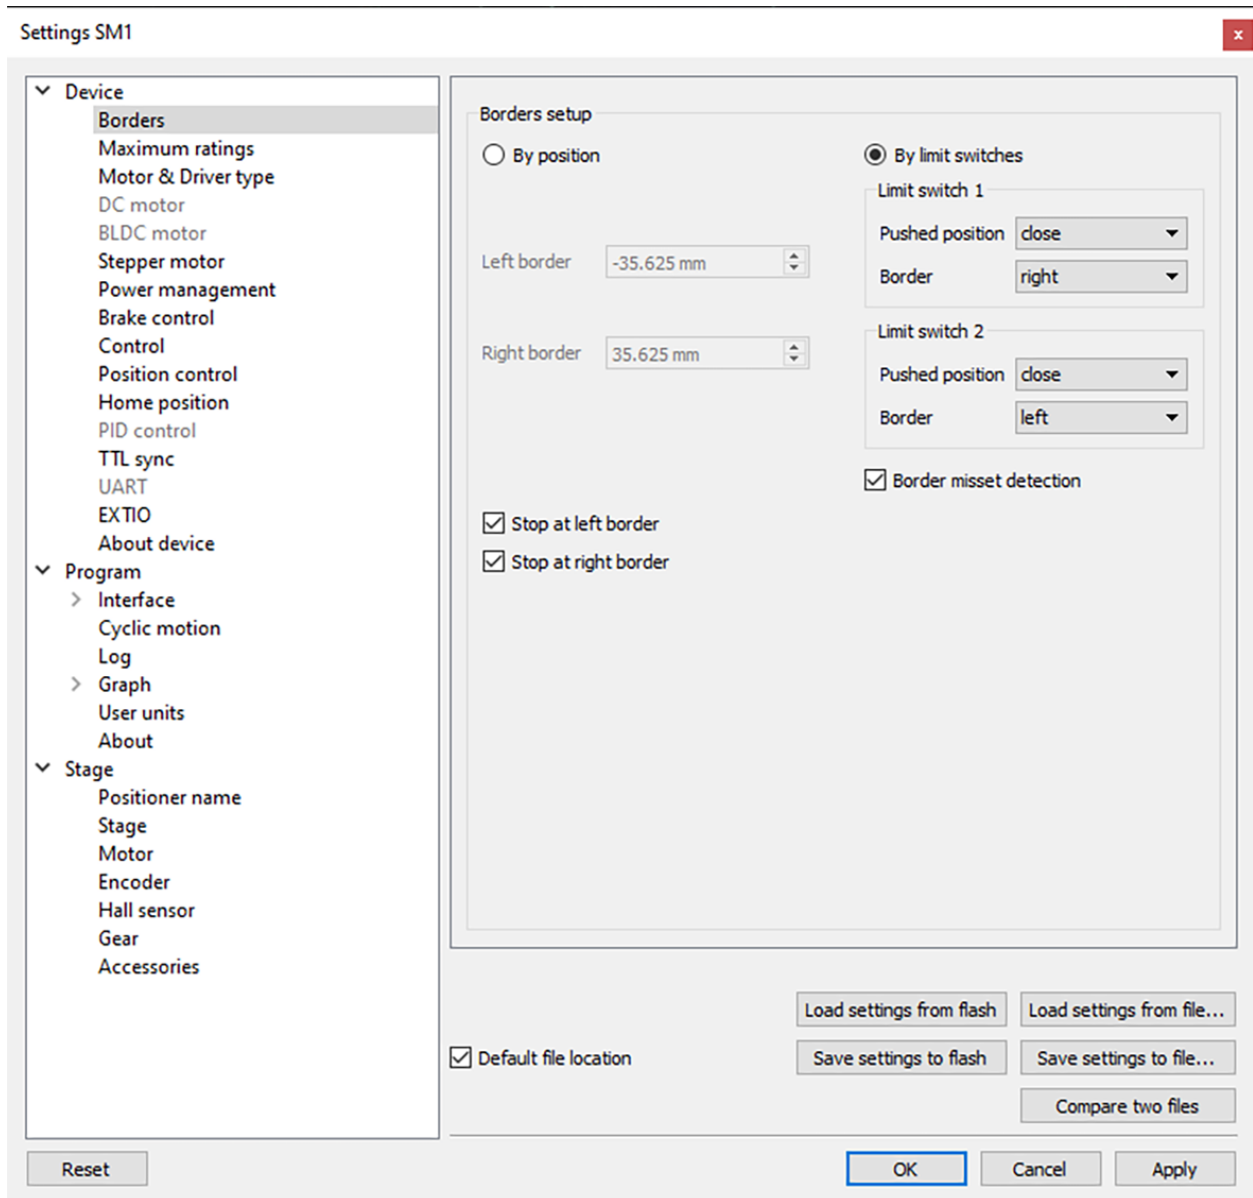 Settings SM1
x
Device
Borders
Maximum ratings
Motor & Driver type
DC motor
BLDC motor
Stepper motor
Power management
Brake control
Control
Position control
Home position
PID control
TTL sync
UART
EXTIO
About device
Program
Interface
Cyclic motion
Log
Graph
User units
About
Stage
Positioner name
Stage
Motor
Encoder
Hall sensor
Gear
Accessories
Borders setup
By position
Left border -35.625 mm
Right border 35.625 mm
By limit switches
Limit switch 1
Pushed position close
Border right
Limit switch 2
Pushed position close
Border left
Border misset detection
Stop at left border
Stop at right border
Load settings from flash Load settings from file...
Default file location Save settings to flash Save settings to file...
Compare two files
Reset OK Cancel Apply